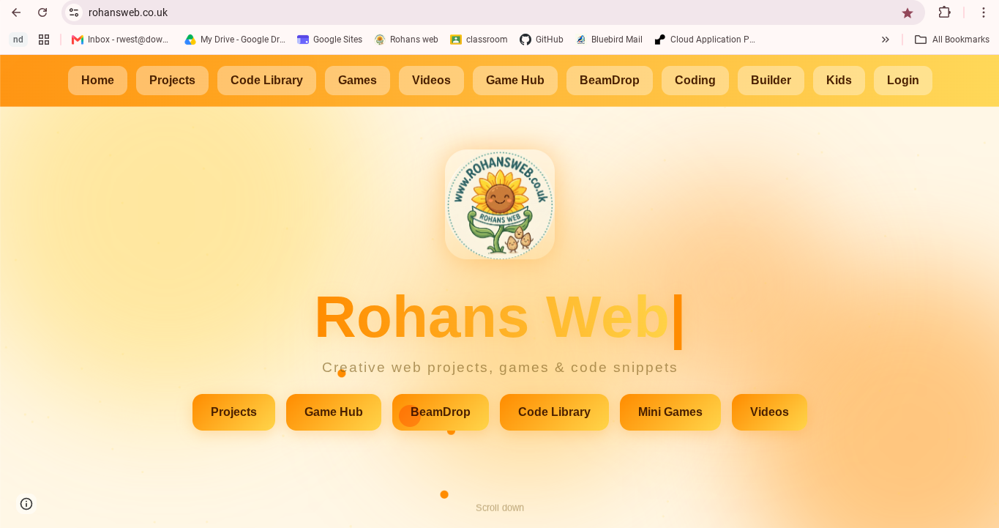 rohansweb.co.uk
nd
Inbox - rwest@dow...
My Drive - Google Dr...
Google Sites
Rohans web
classroom
GitHub
Bluebird Mail
Cloud Application P...
All Bookmarks
Home
Projects
Code Library
Games
Videos
Game Hub
BeamDrop
Coding
Builder
Kids
Login
www.ROHANSWEB.co.uk
ROHANS WEB
Rohans Web|
Creative web projects, games & code snippets
Projects
Game Hub
BeamDrop
Code Library
Mini Games
Videos
Scroll down